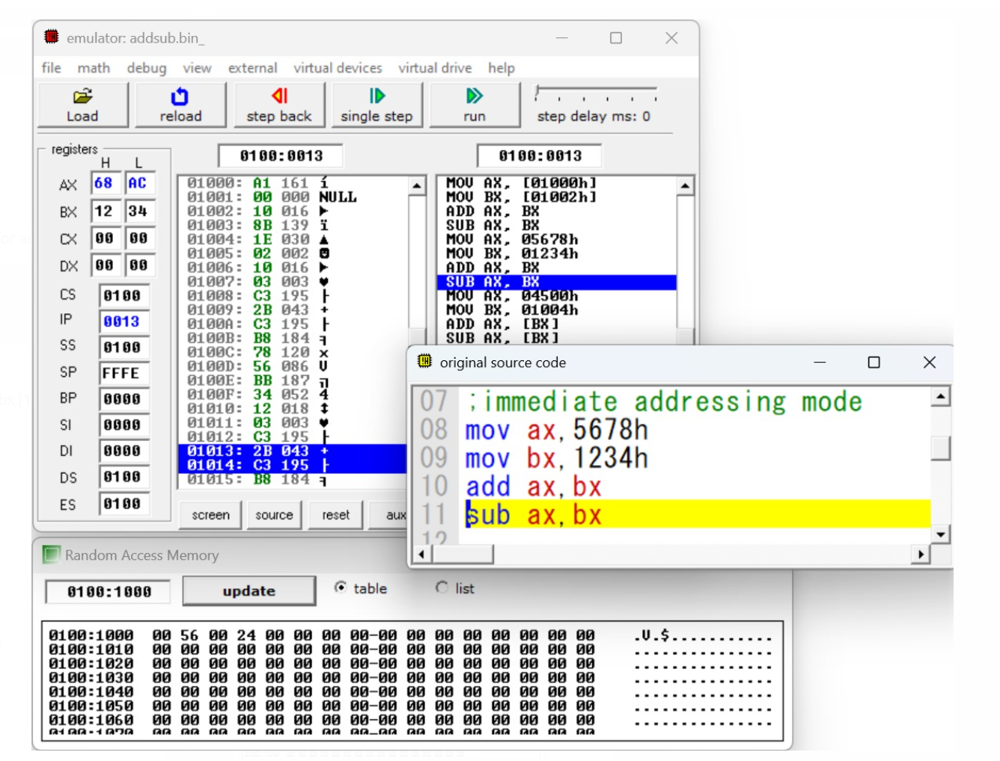 emulator: addsub.bin_
file math debug view external virtual devices virtual drive help
Load reload step back single step run step delay ms: 0
registers
H L
AX 68 AC
BX 12 34
CX 00 00
DX 00 00
CS 0100
IP 0013
SS 0100
SP FFFE
BP 0000
SI 0000
DI 0000
DS 0100
ES 0100
0100:0013
01000: A1 161 í
01001: 00 000 NULL
01002: 10 016 ►
01003: 8B 139 ï
01004: 1E 030 ▲
01005: 02 002 ☻
01006: 10 016 ►
01007: 03 003 ♥
01008: C3 195 ├
01009: 2B 043 +
0100A: C3 195 ├
0100B: B8 184 ╕
0100C: 78 120 x
0100D: 56 086 V
0100E: BB 187 ╗
0100F: 34 052 4
01010: 12 018 ↕
01011: 03 003 ♥
01012: C3 195 ├
01013: 2B 043 +
01014: C3 195 ├
01015: B8 184 ╕
0100:0013
MOV AX, [01000h]
MOV BX, [01002h]
ADD AX, BX
SUB AX, BX
MOV AX, 05678h
MOV BX, 01234h
ADD AX, BX
SUB AX, BX
MOV AX, 04500h
MOV BX, 01004h
ADD AX, [BX]
SUB AX, [BX]
screen source reset aux
original source code
07 ;immediate addressing mode
08 mov ax,5678h
09 mov bx,1234h
10 add ax,bx
11 sub ax,bx
12
Random Access Memory
0100:1000 update table list
0100:1000 00 56 00 24 00 00 00 00-00 00 00 00 00 00 00 00 .V.$............
0100:1010 00 00 00 00 00 00 00 00-00 00 00 00 00 00 00 00 ................
0100:1020 00 00 00 00 00 00 00 00-00 00 00 00 00 00 00 00 ................
0100:1030 00 00 00 00 00 00 00 00-00 00 00 00 00 00 00 00 ................
0100:1040 00 00 00 00 00 00 00 00-00 00 00 00 00 00 00 00 ................
0100:1050 00 00 00 00 00 00 00 00-00 00 00 00 00 00 00 00 ................
0100:1060 00 00 00 00 00 00 00 00-00 00 00 00 00 00 00 00 ................
0100:1070 00 00 00 00 00 00 00 00-00 00 00 00 00 00 00 00